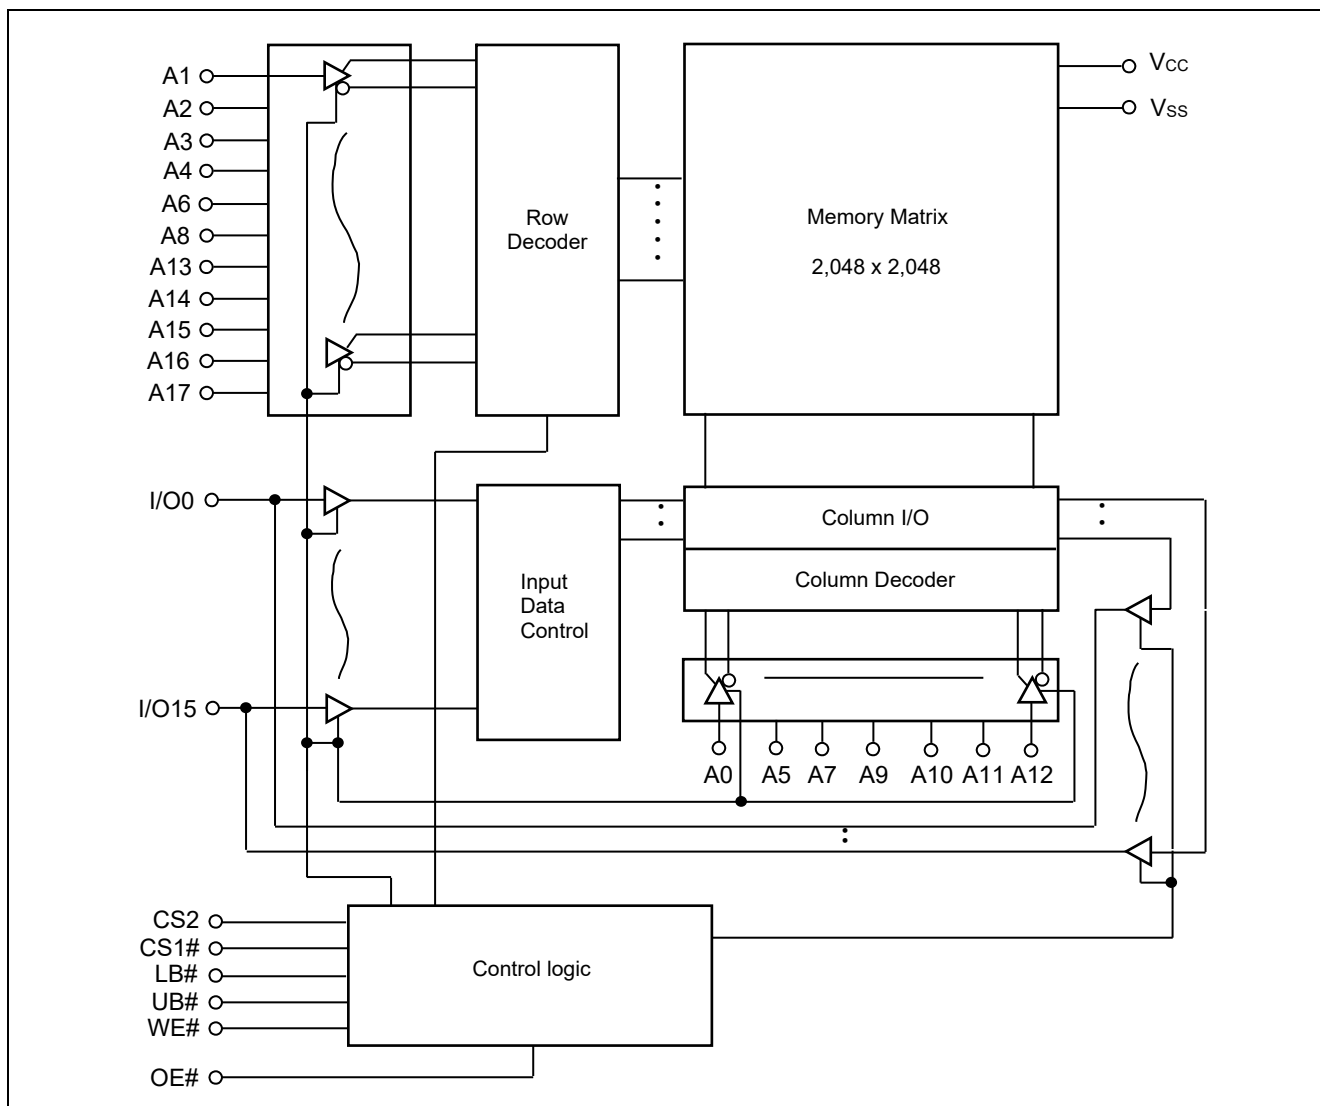 A1
A2
A3
A4
A6
A8
A13
A14
A15
A16
A17
Row
Decoder
Memory Matrix
2,048 x 2,048
VCC
VSS
I/O0
I/O15
Input
Data
Control
Column I/O
Column Decoder
A0 A5 A7 A9 A10 A11 A12
CS2
CS1#
LB#
UB#
WE#
OE#
Control logic